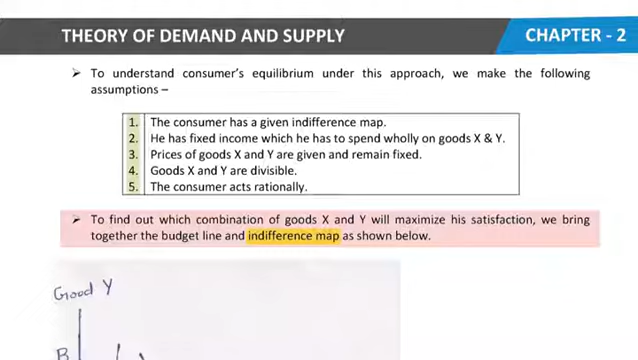 THEORY OF DEMAND AND SUPPLY
CHAPTER - 2
➢ To understand consumer's equilibrium under this approach, we make the following
assumptions –
1. The consumer has a given indifference map.
2. He has fixed income which he has to spend wholly on goods X & Y.
3. Prices of goods X and Y are given and remain fixed.
4. Goods X and Y are divisible.
5. The consumer acts rationally.
➢ To find out which combination of goods X and Y will maximize his satisfaction, we bring
together the budget line and indifference map as shown below.
Good Y
B